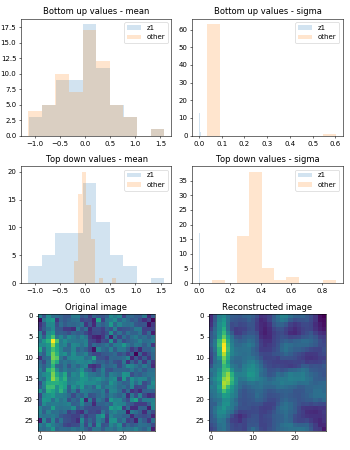 Bottom up values - mean
z1
other
17.5
15.0
12.5
10.0
7.5
5.0
2.5
0.0
−1.0 −0.5 0.0 0.5 1.0 1.5
Bottom up values - sigma
z1
other
60
50
40
30
20
10
0
0.0 0.1 0.2 0.3 0.4 0.5 0.6
Top down values - mean
z1
other
20
15
10
5
0
−1.0 −0.5 0.0 0.5 1.0 1.5
Top down values - sigma
z1
other
35
30
25
20
15
10
5
0
0.0 0.2 0.4 0.6 0.8
Original image
0
5
10
15
20
25
0 10 20
Reconstructed image
0
5
10
15
20
25
0 10 20